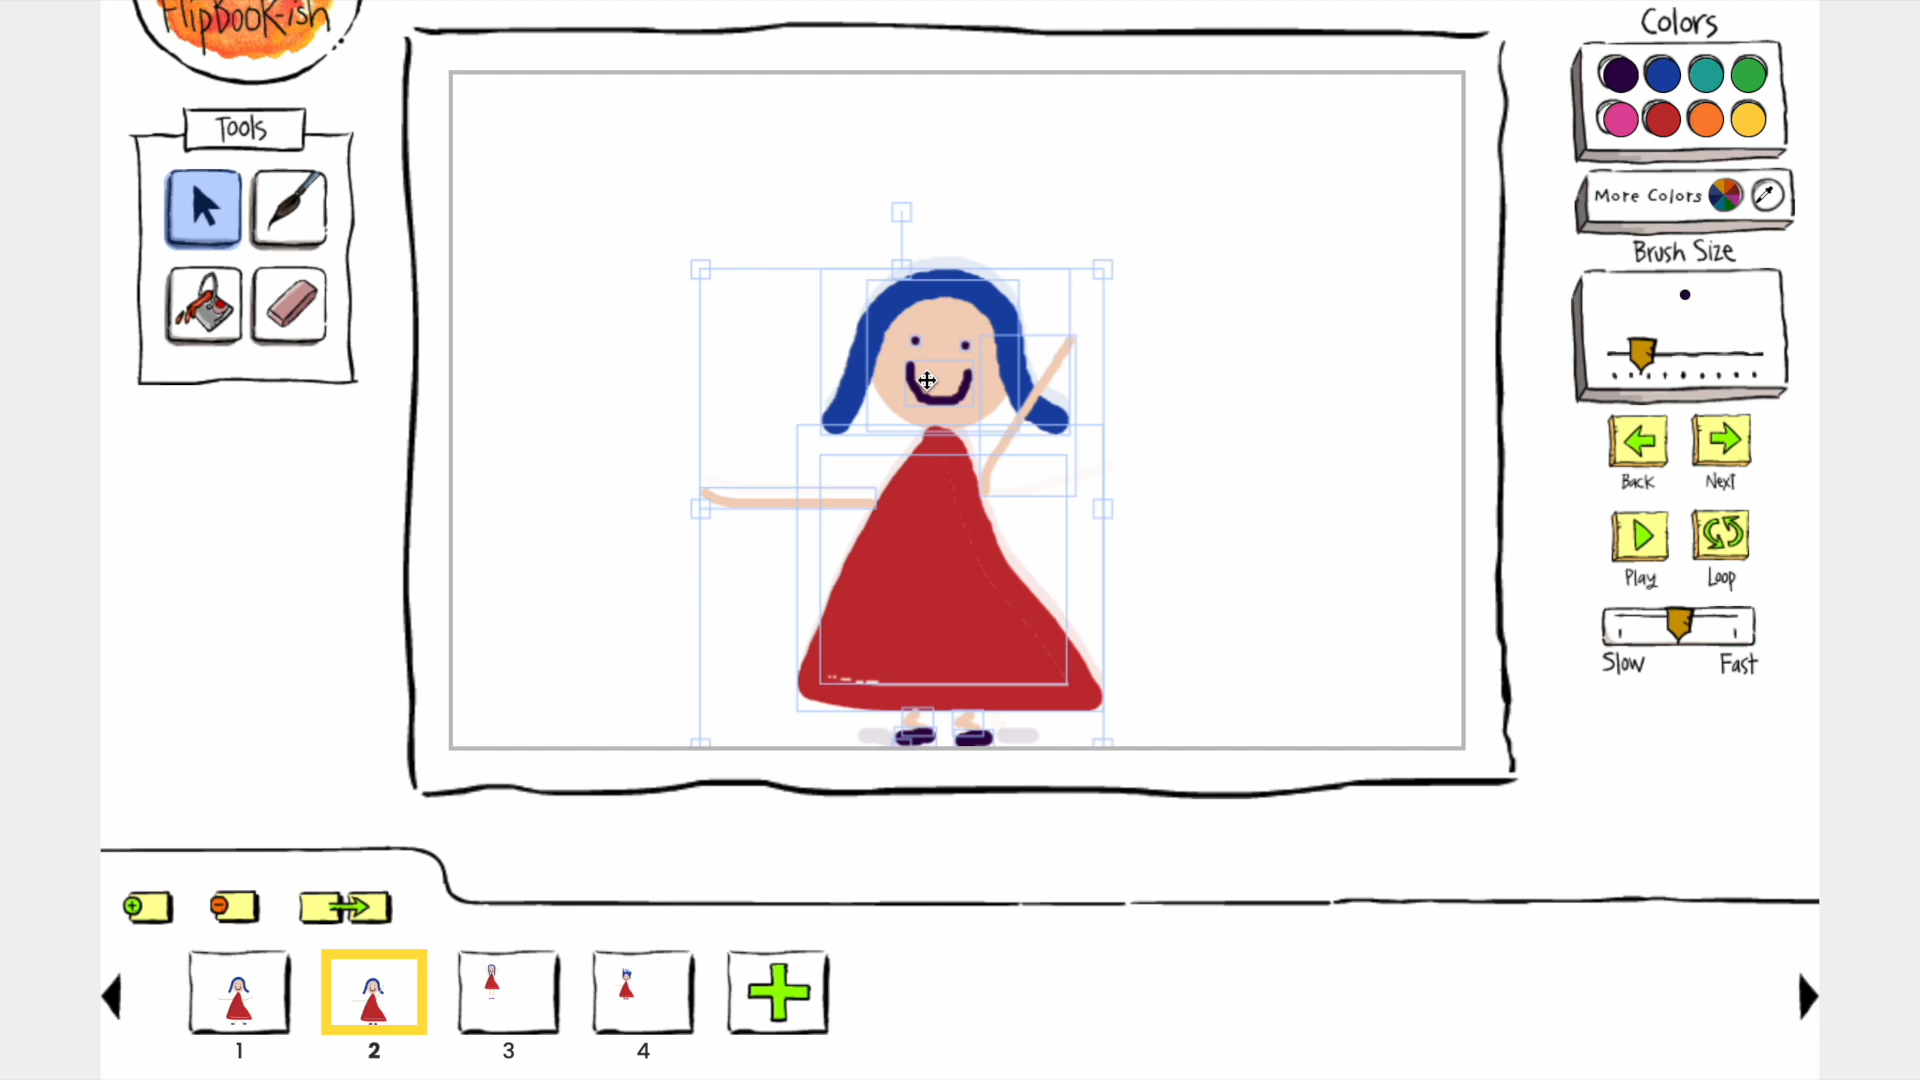 FlipBook-ish
Tools
Colors
More Colors
Brush Size
Back
Next
Play
Loop
Slow
Fast
1
2
3
4